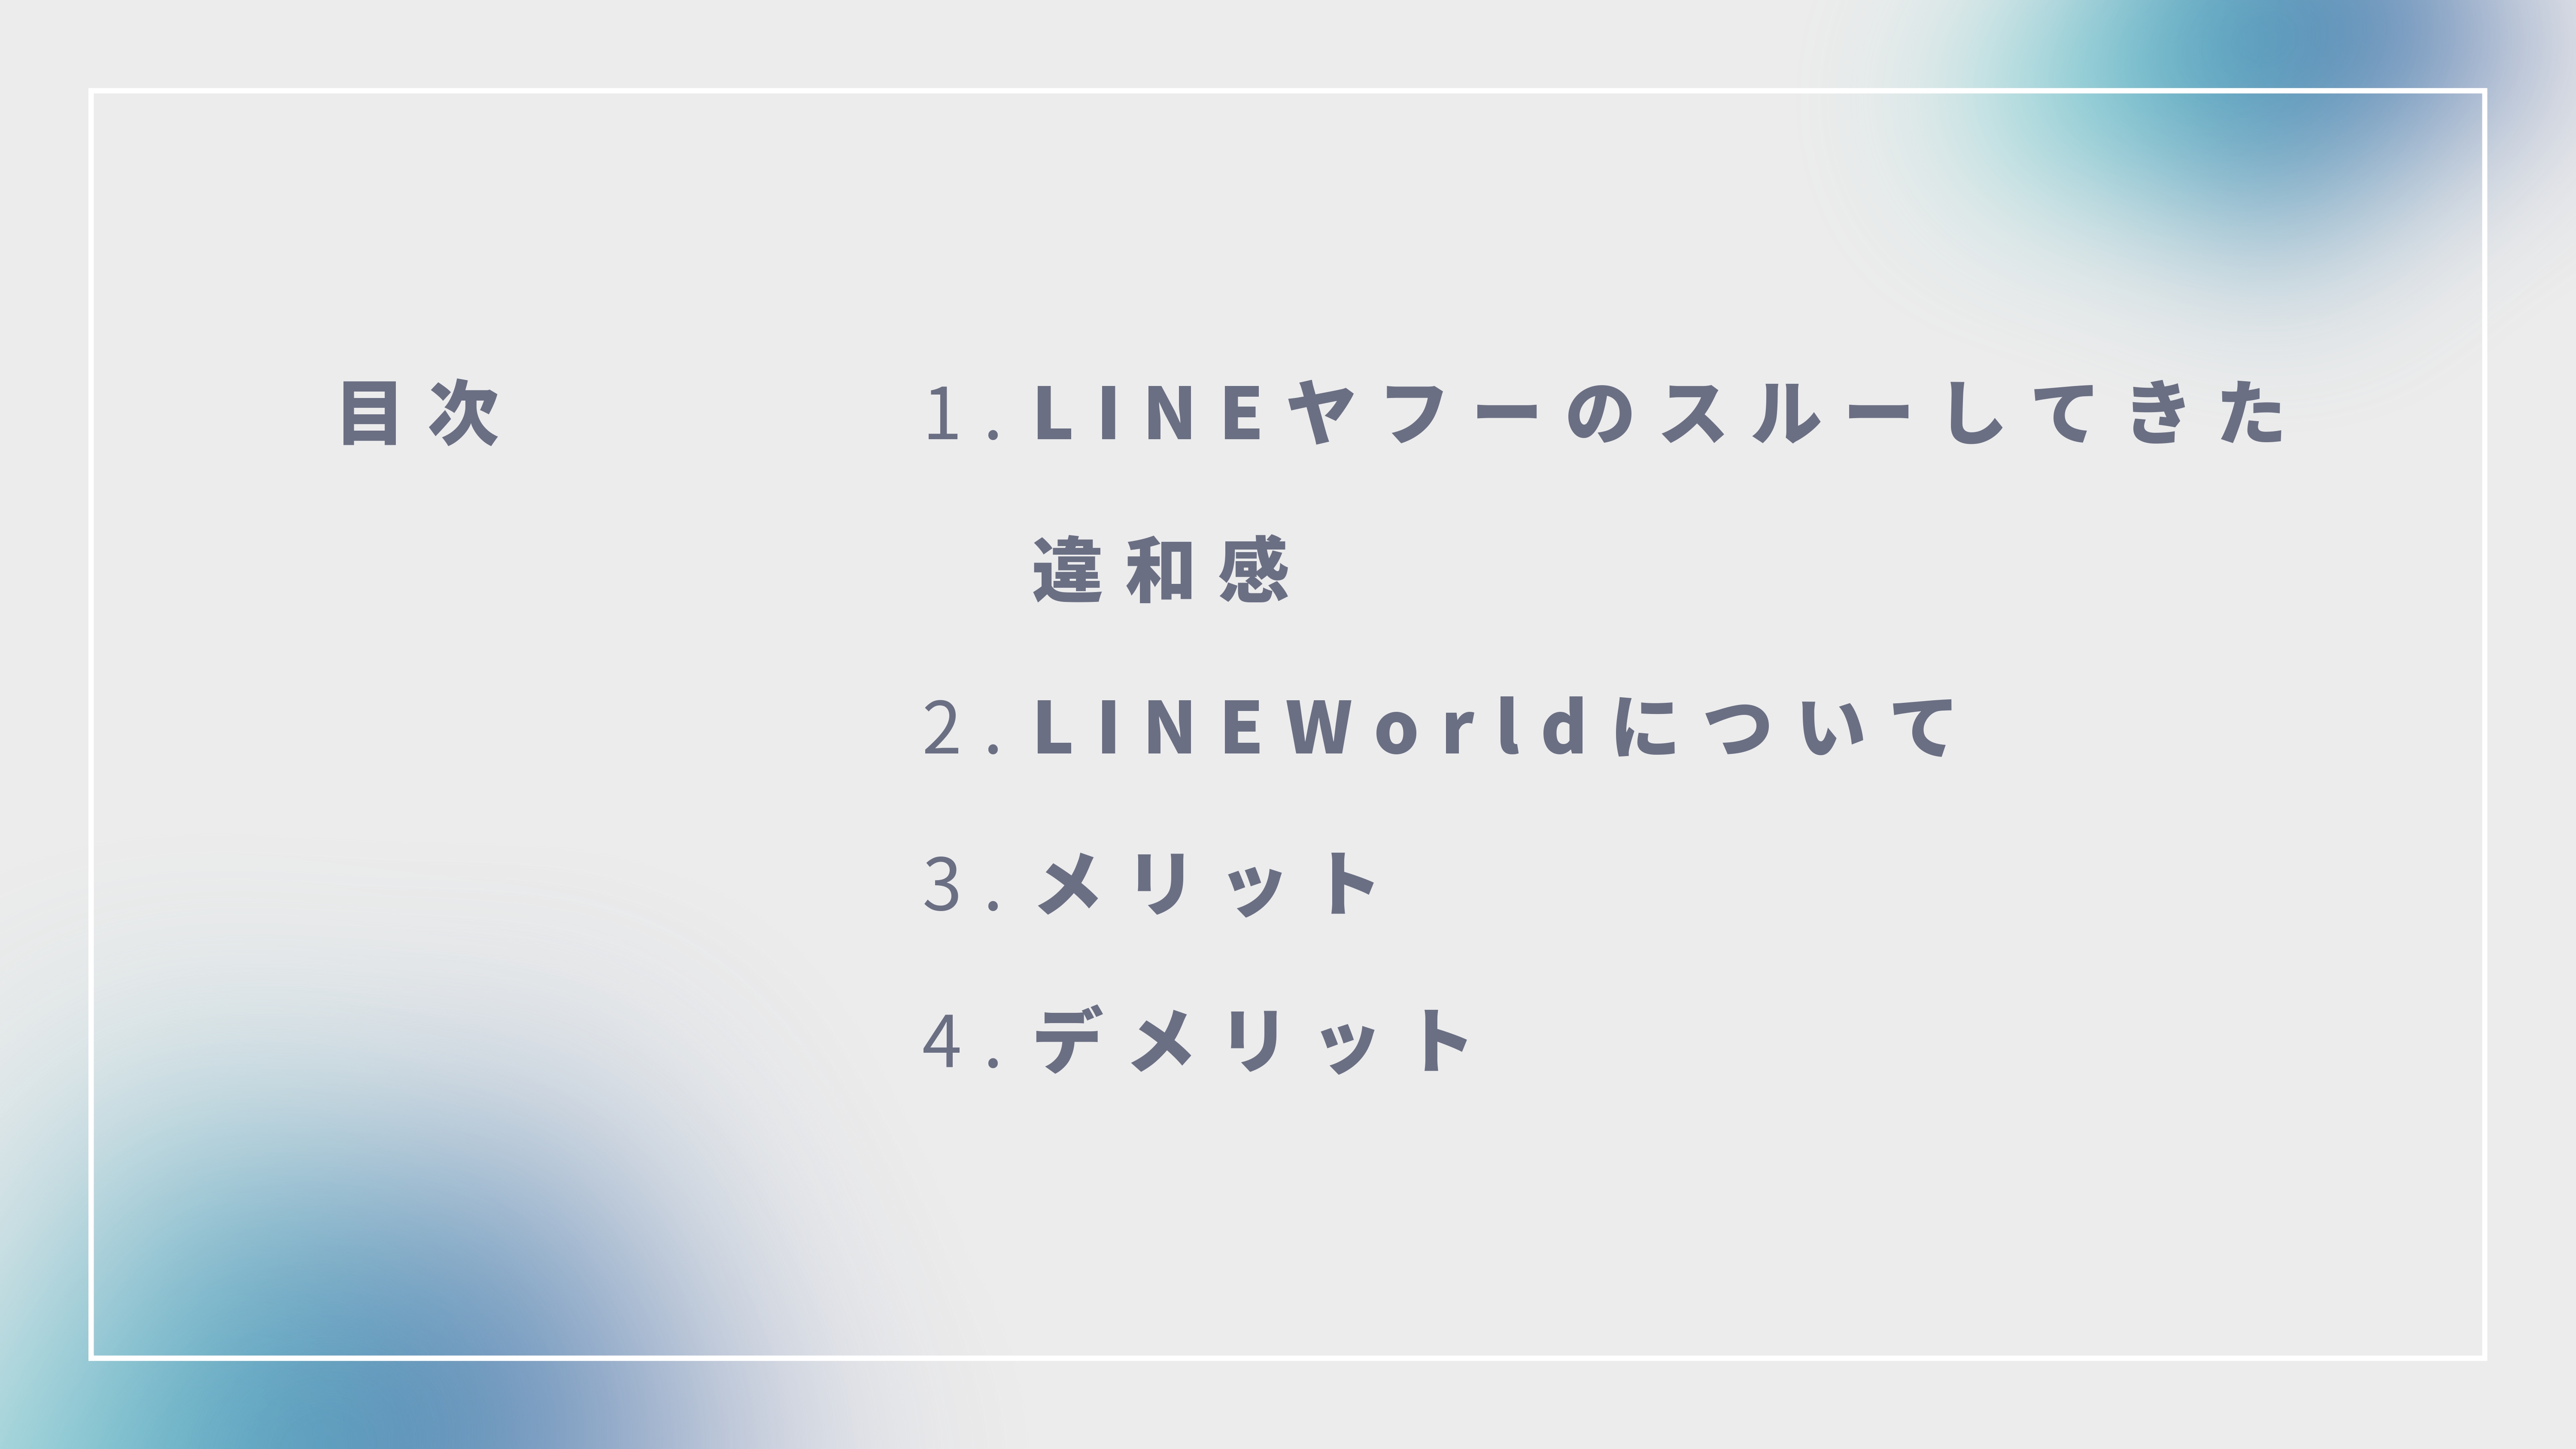 目次
1. LINEヤフーのスルーしてきた
違和感
2. LINEWorldについて
3. メリット
4. デメリット